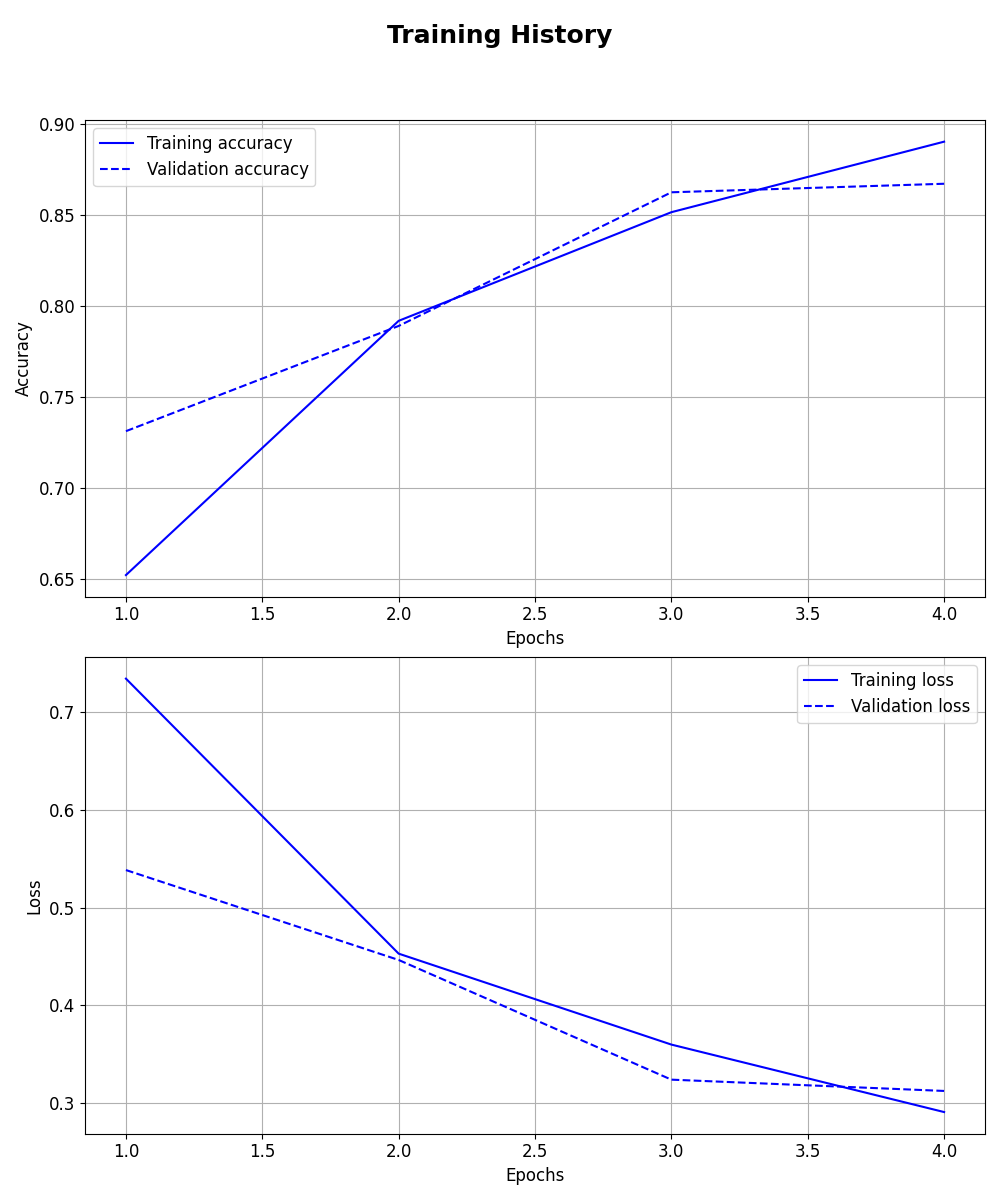 Training History
0.90
0.85
0.80
0.75
0.70
0.65
Accuracy
Training accuracy
Validation accuracy
1.0 1.5 2.0 2.5 3.0 3.5 4.0
Epochs
0.7
0.6
0.5
0.4
0.3
Loss
Training loss
Validation loss
1.0 1.5 2.0 2.5 3.0 3.5 4.0
Epochs